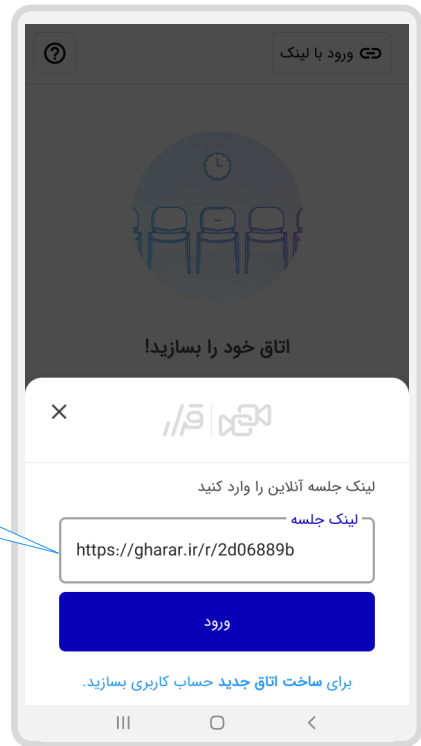 ورود با لینک
اتاق خود را بسازید!
قرار
لینک جلسه آنلاین را وارد کنید
لینک جلسه
https://gharar.ir/r/2d06889b
ورود
برای ساخت اتاق جدید حساب کاربری بسازید.